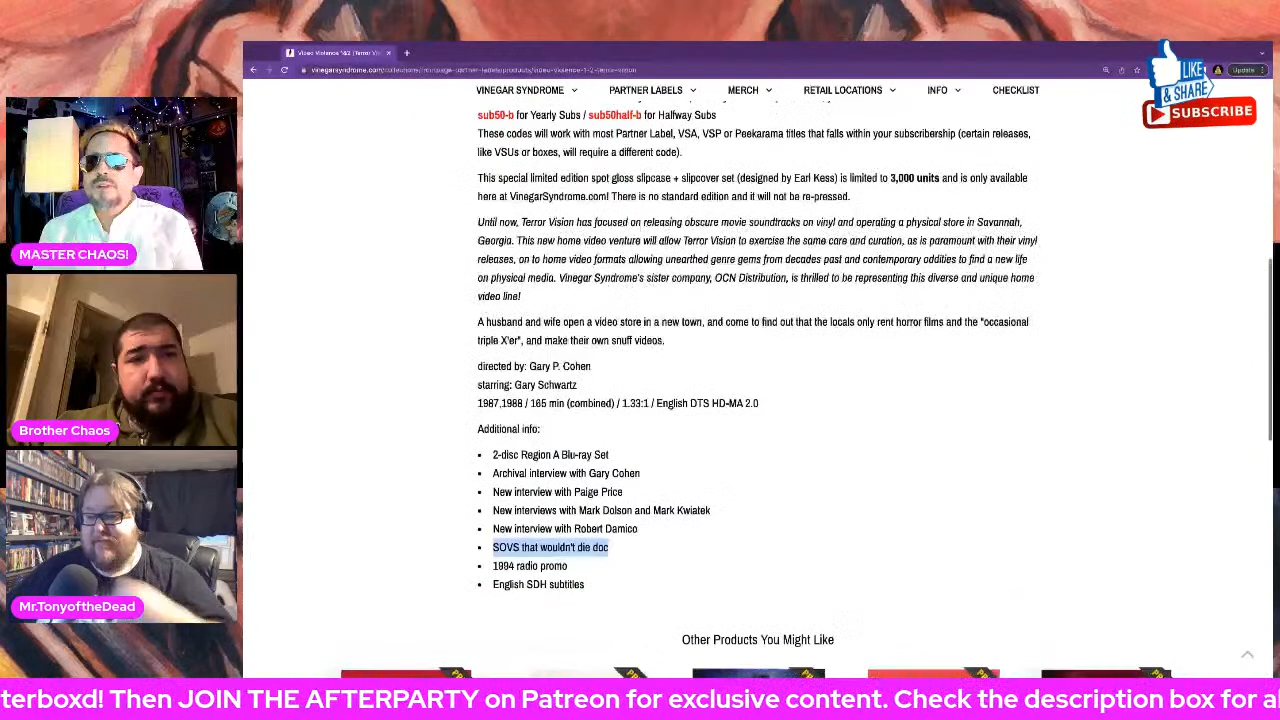 Video Violence 1&2 /Terror Vis
vinegarsyndrome.com/collections/
Update
LIKE
& SHARE
SUBSCRIBE
VINEGAR SYNDROME
PARTNER LABELS
MERCH
RETAIL LOCATIONS
INFO
CHECKLIST
sub50-b for Yearly Subs / sub50half-b for Halfway Subs
These codes will work with most Partner Label, VSA, VSP or Peekarama titles that falls within your subscribership (certain releases,
like VSUs or boxes, will require a different code).
This special limited edition spot gloss slipcase + slipcover set (designed by Earl Kess) is limited to 3,000 units and is only available
here at VinegarSyndrome.com! There is no standard edition and it will not be re-pressed.
Until now, Terror Vision has focused on releasing obscure movie soundtracks on vinyl and operating a physical store in Savannah,
Georgia. This new home video venture will allow Terror Vision to exercise the same care and curation, as is paramount with their vinyl
releases, on to home video formats allowing unearthed genre gems from decades past and contemporary oddities to find a new life
on physical media. Vinegar Syndrome's sister company, OCN Distribution, is thrilled to be representing this diverse and unique home
video line!
A husband and wife open a video store in a new town, and come to find out that the locals only rent horror films and the "occasional
triple X'er", and make their own snuff videos.
directed by: Gary P. Cohen
starring: Gary Schwartz
1987,1988 / 165 min (combined) / 1.33:1 / English DTS HD-MA 2.0
Additional info:
• 2-disc Region A Blu-ray Set
• Archival interview with Gary Cohen
• New interview with Paige Price
• New interviews with Mark Dolson and Mark Kwiatek
• New interview with Robert Damico
• SOVS that wouldn't die doc
• 1994 radio promo
• English SDH subtitles
Other Products You Might Like
MASTER CHAOS!
Brother Chaos
Mr.TonyoftheDead
terboxd! Then JOIN THE AFTERPARTY on Patreon for exclusive content. Check the description box for a